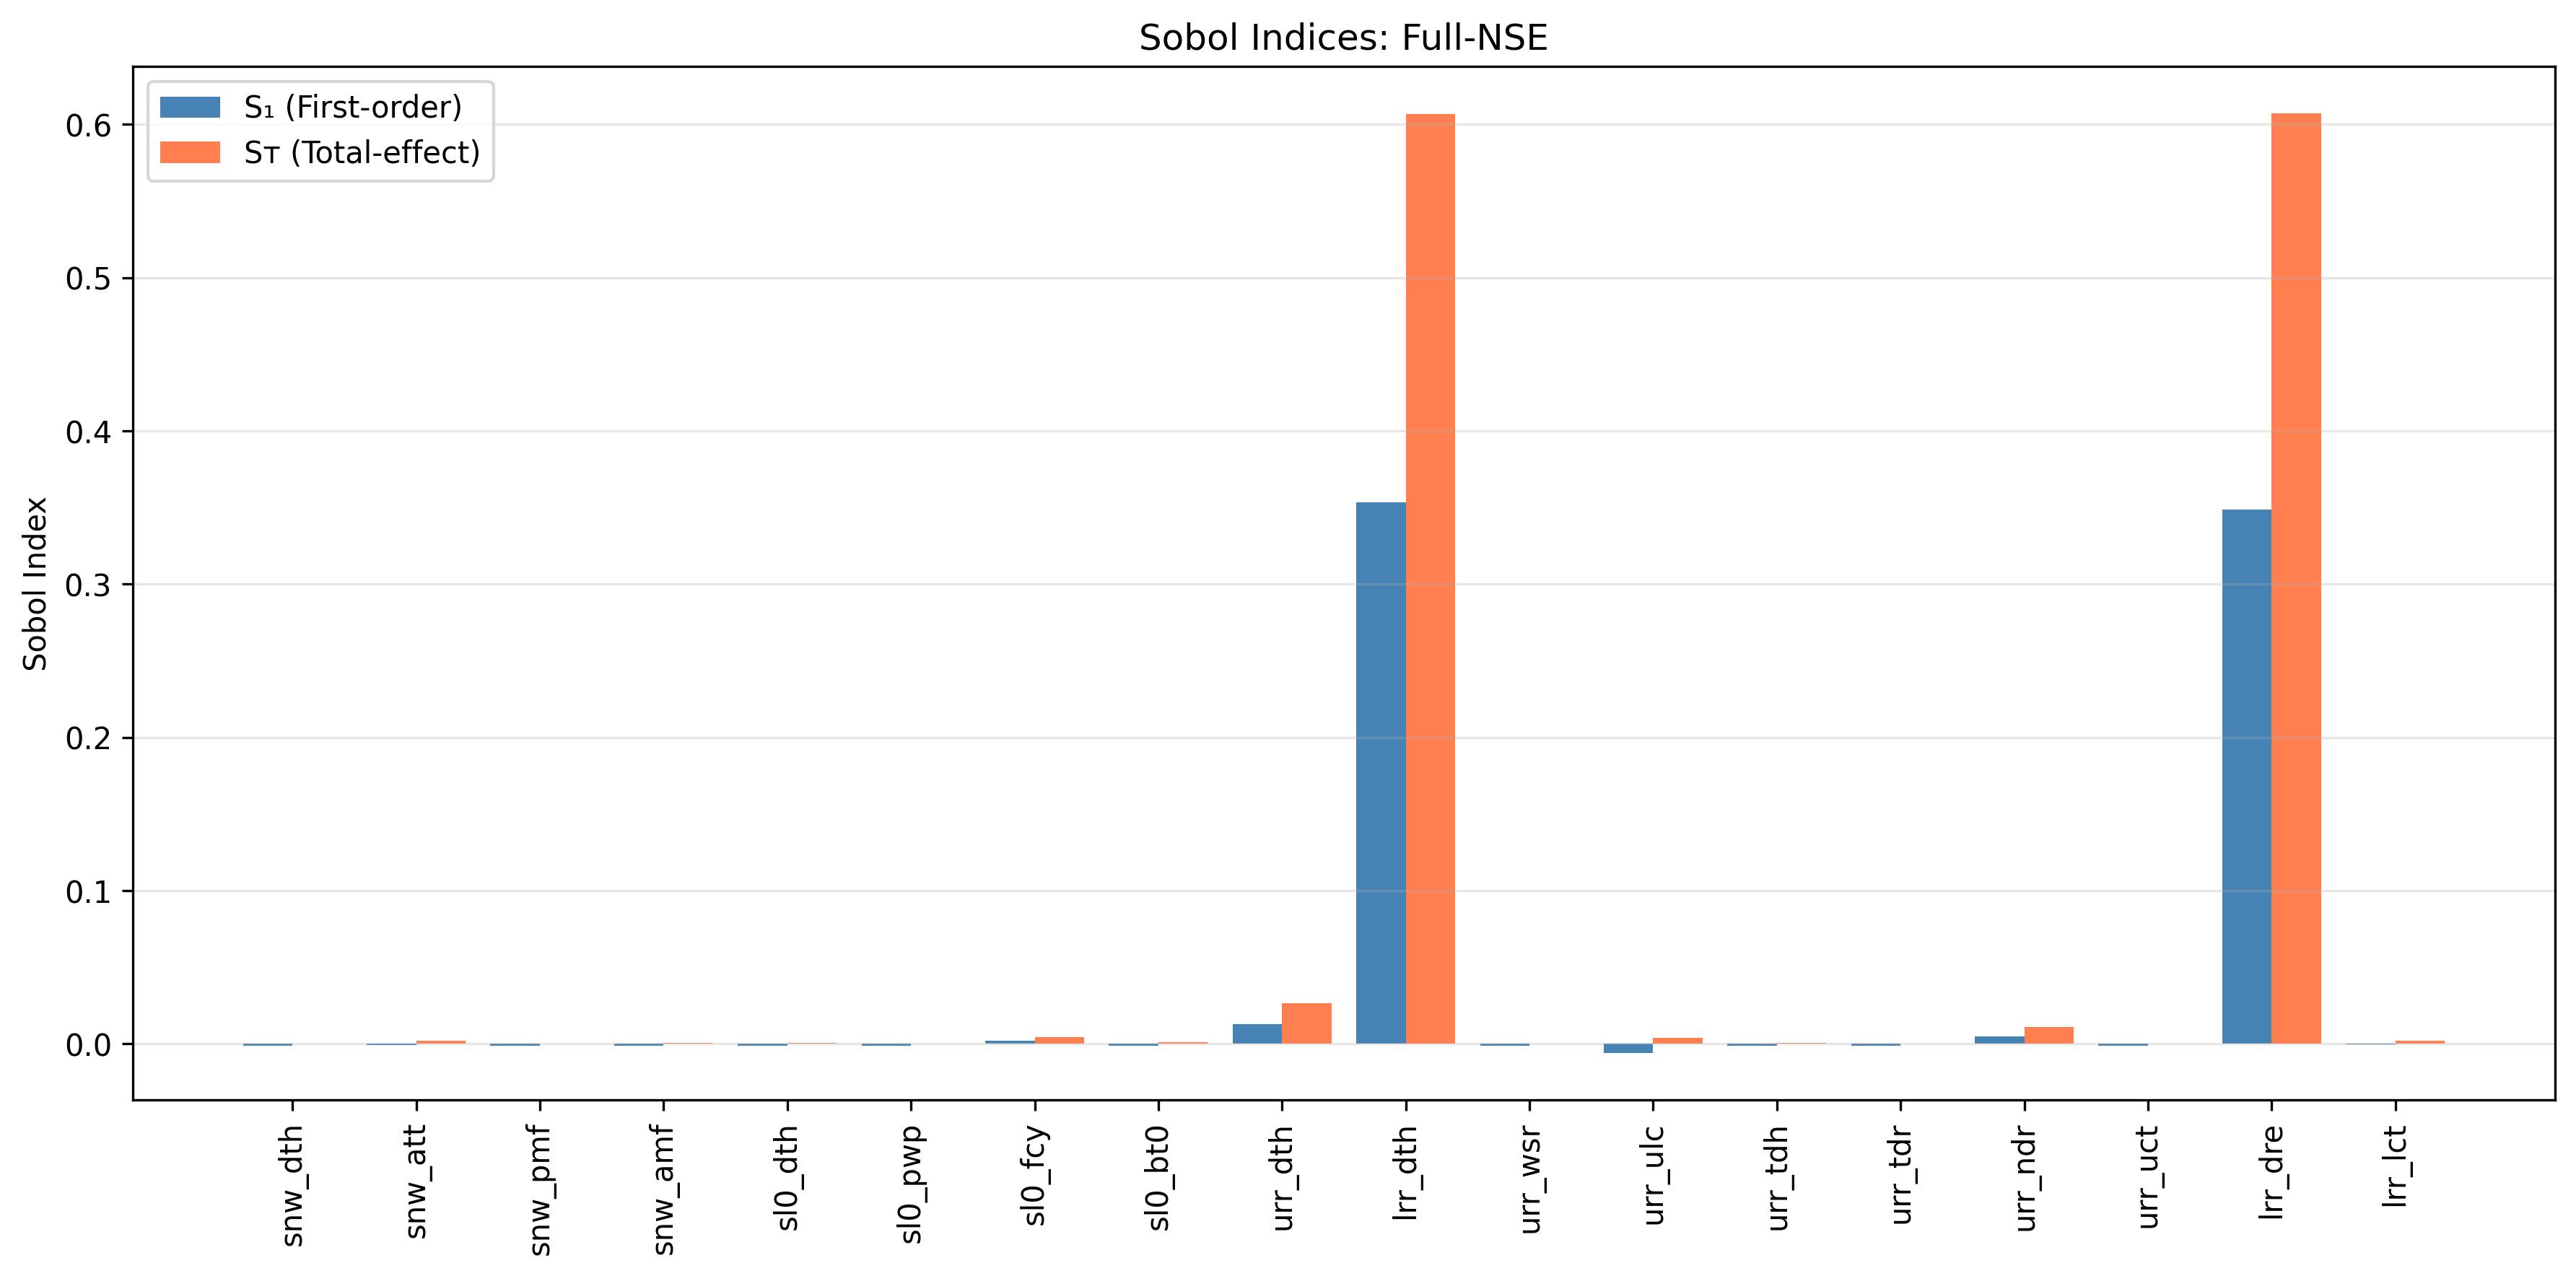 Sobol Indices: Full-NSE
S₁ (First-order)
Sᴛ (Total-effect)
Sobol Index
0.6
0.5
0.4
0.3
0.2
0.1
0.0
snw_dth
snw_att
snw_pmf
snw_amf
sl0_dth
sl0_pwp
sl0_fcy
sl0_bt0
urr_dth
lrr_dth
urr_wsr
urr_ulc
urr_tdh
urr_tdr
urr_ndr
urr_uct
lrr_dre
lrr_lct